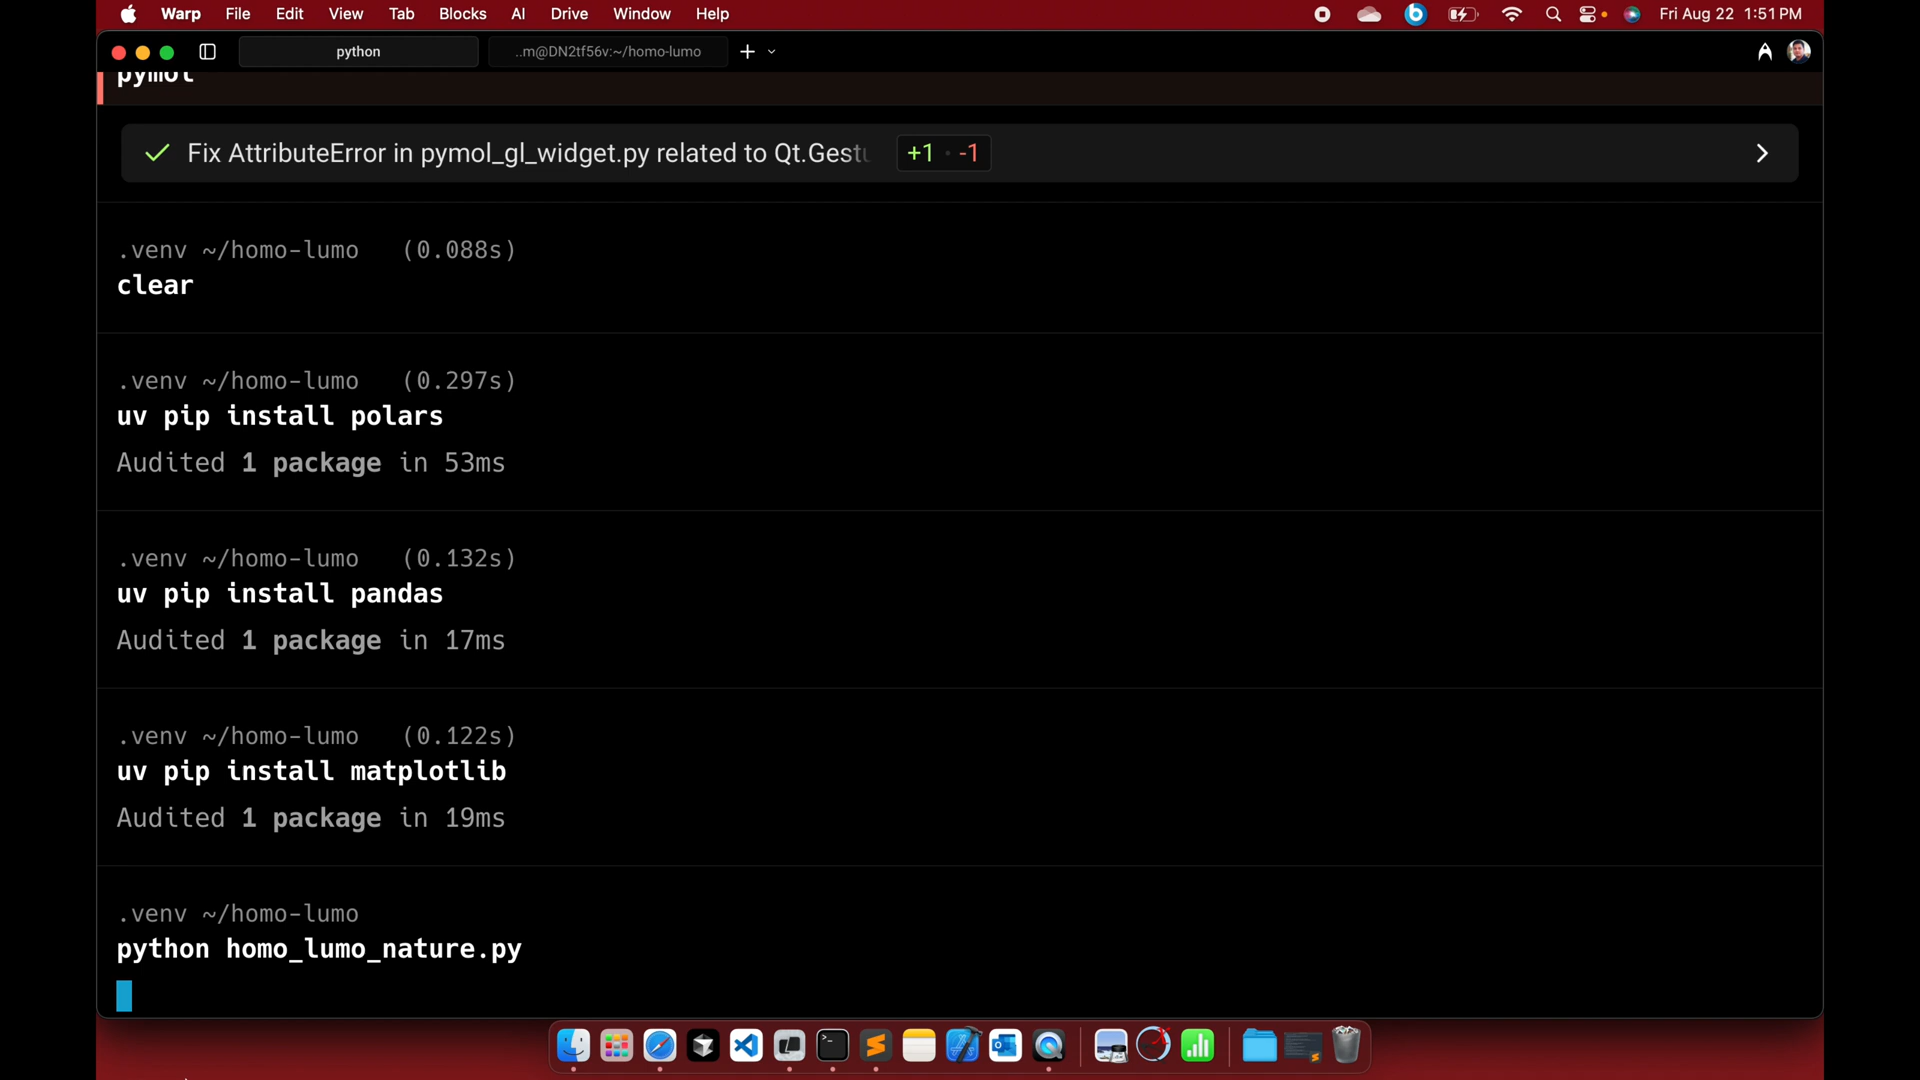 Warp File Edit View Tab Blocks AI Drive Window Help
Fri Aug 22 1:51 PM
python
..m@DN2tf56v:~/homo-lumo
pymol
Fix AttributeError in pymol_gl_widget.py related to Qt.Gest
+1 · -1
.venv ~/homo-lumo (0.088s)
clear
.venv ~/homo-lumo (0.297s)
uv pip install polars
Audited 1 package in 53ms
.venv ~/homo-lumo (0.132s)
uv pip install pandas
Audited 1 package in 17ms
.venv ~/homo-lumo (0.122s)
uv pip install matplotlib
Audited 1 package in 19ms
.venv ~/homo-lumo
python homo_lumo_nature.py